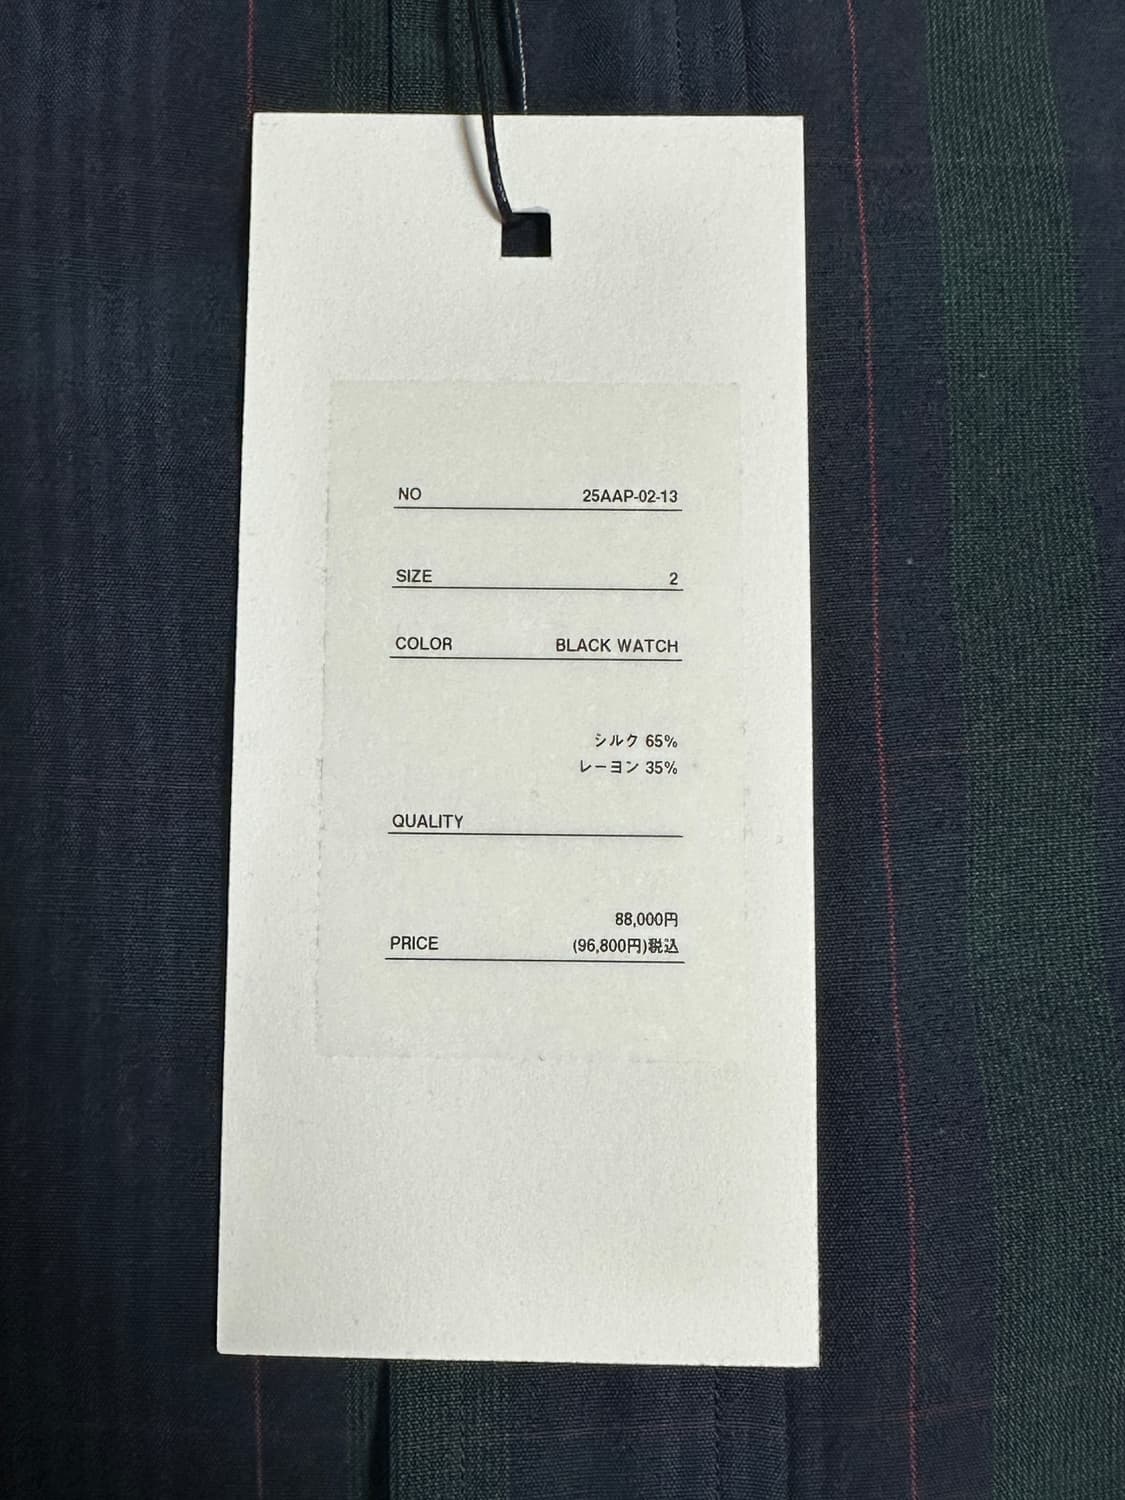 NO 25AAP-02-13
SIZE 2
COLOR BLACK WATCH
シルク 65%
レーヨン 35%
QUALITY
88,000円
PRICE (96,800円)税込